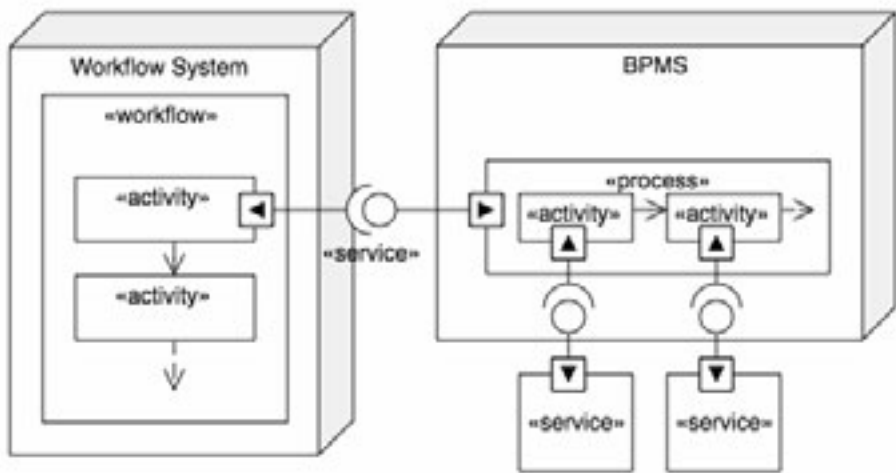 Workflow System
«workflow»
«activity»
«activity»
«service»
BPMS
«process»
«activity»
«activity»
«service»
«service»